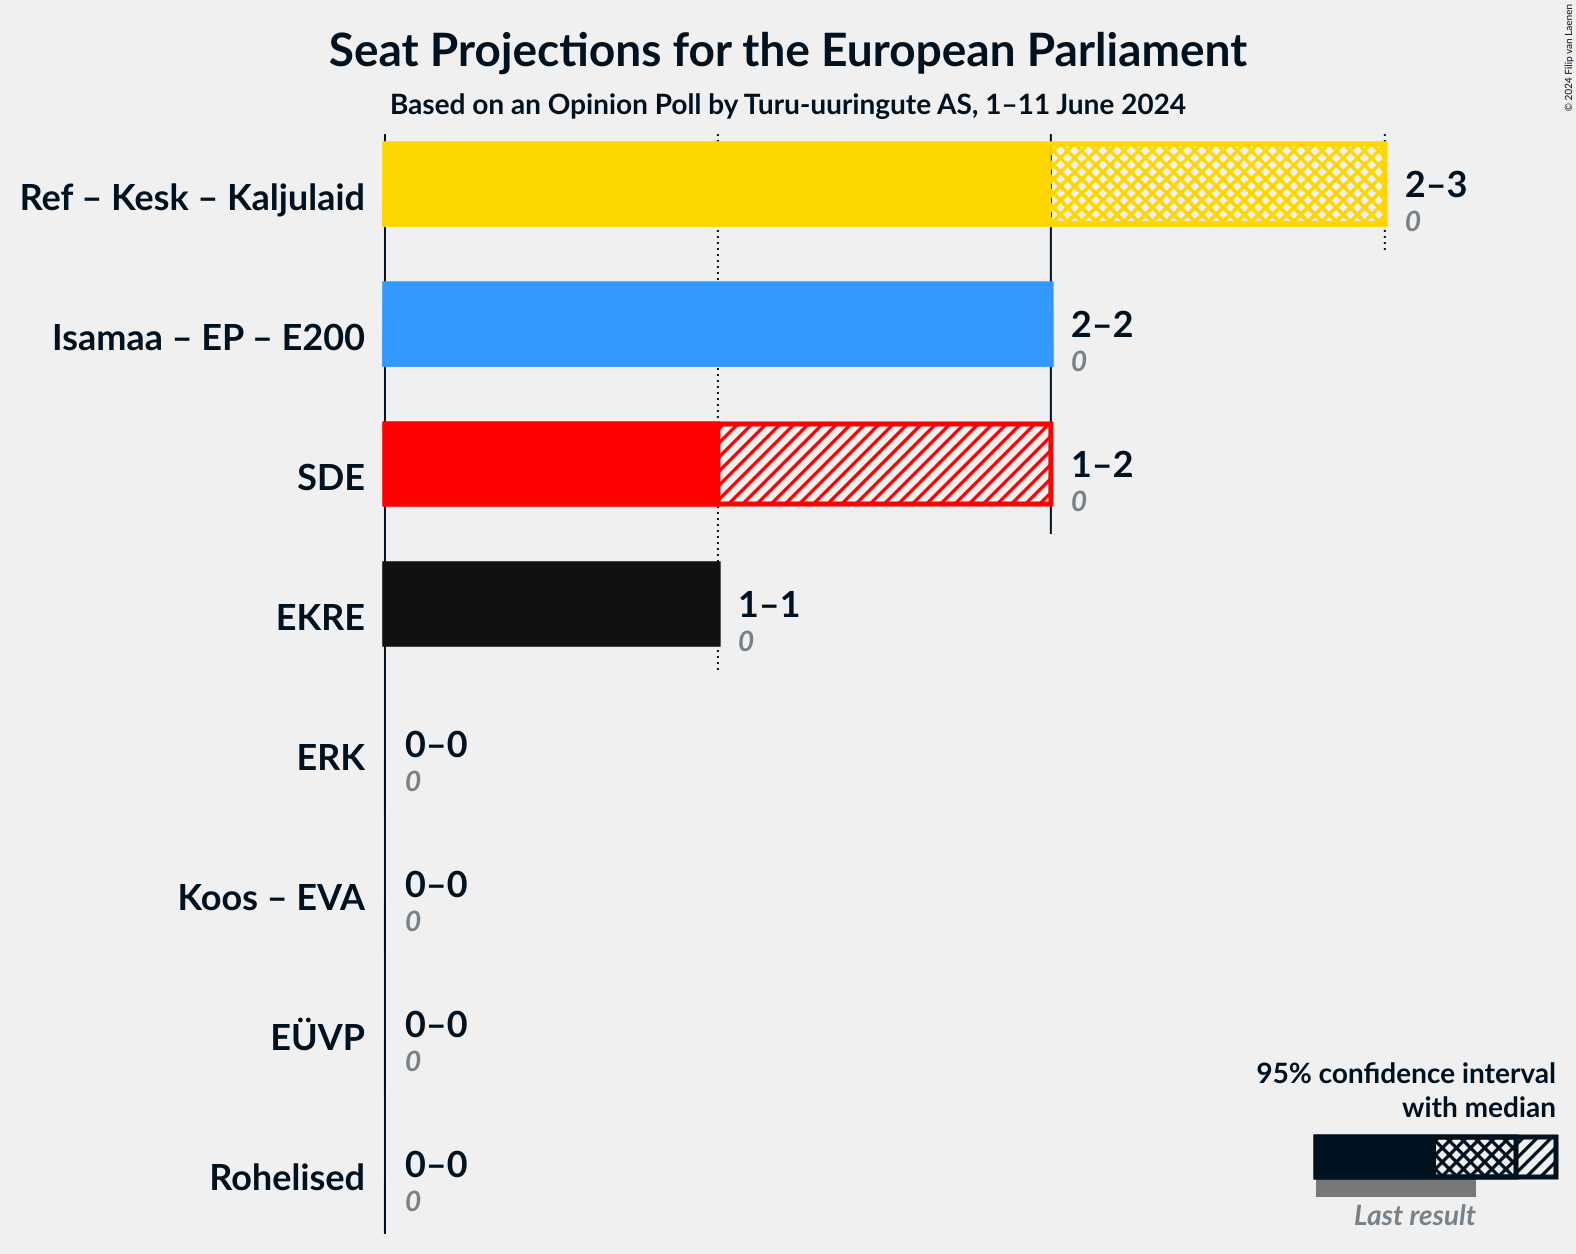 Seat Projections for the European Parliament
Based on an Opinion Poll by Turu-uuringute AS, 1–11 June 2024
© 2024 Filip van Laenen
Ref – Kesk – Kaljulaid
2–3
0
Isamaa – EP – E200
2–2
0
SDE
1–2
0
EKRE
1–1
0
ERK
0–0
0
Koos – EVA
0–0
0
EÜVP
0–0
0
Rohelised
0–0
0
95% confidence interval
with median
Last result